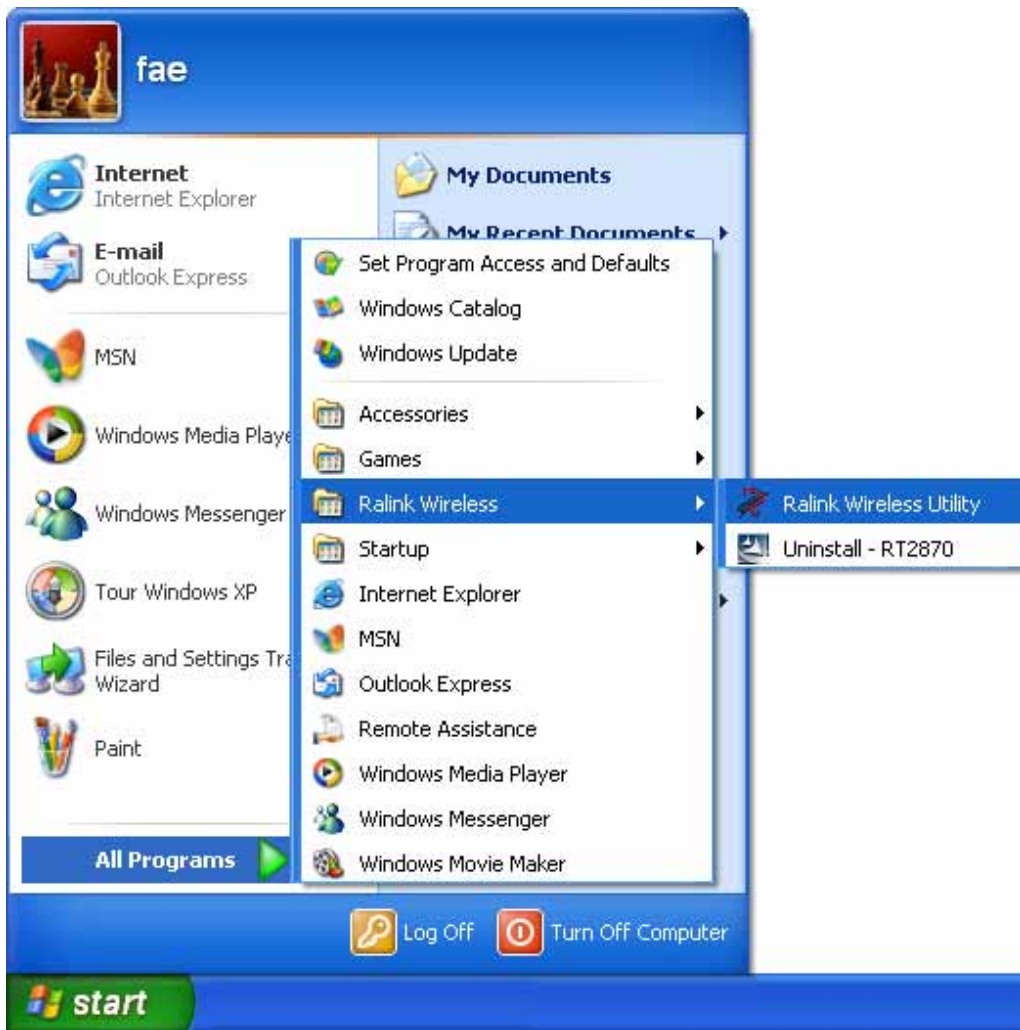 fae
Internet
Internet Explorer
E-mail
Outlook Express
MSN
Windows Media Playe
Windows Messenger
Tour Windows XP
Files and Settings Tra
Wizard
Paint
All Programs
My Documents
My Recent Documents
Set Program Access and Defaults
Windows Catalog
Windows Update
Accessories
Games
Ralink Wireless
Startup
Internet Explorer
MSN
Outlook Express
Remote Assistance
Windows Media Player
Windows Messenger
Windows Movie Maker
Ralink Wireless Utility
Uninstall - RT2870
Log Off
Turn Off Computer
start